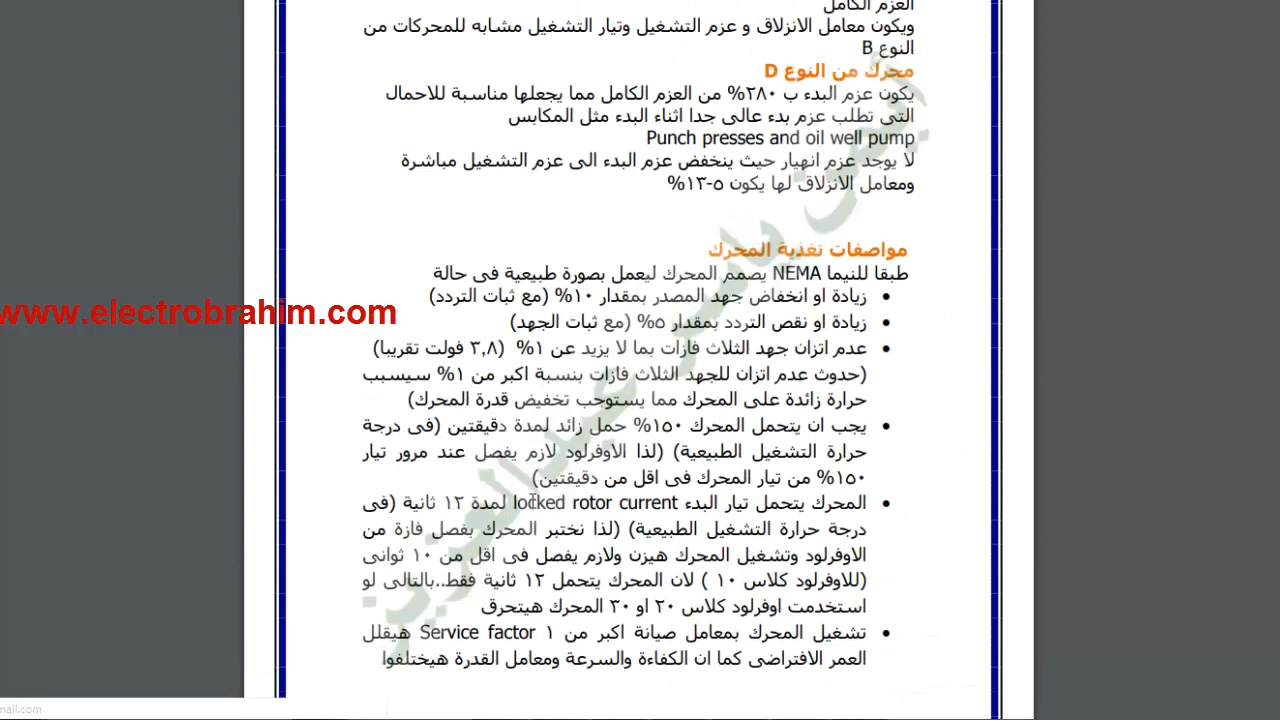 العزم الكامل
ويكون معامل الانزلاق و عزم التشغيل وتيار التشغيل مشابه للمحركات من
النوع B
محرك من النوع D
يكون عزم البدء ب ٢٨٠% من العزم الكامل مما يجعلها مناسبة للاحمال
التى تطلب عزم بدء عالى جدا اثناء البدء مثل المكابس
Punch presses and oil well pump
لا يوجد عزم انهيار حيث ينخفض عزم البدء الى عزم التشغيل مباشرة
ومعامل الانزلاق لها يكون ٥-١٣%
مواصفات تغذية المحرك
طبقا للنيما NEMA يصمم المحرك ليعمل بصورة طبيعية فى حالة
• زيادة او انخفاض جهد المصدر بمقدار ١٠% (مع ثبات التردد)
www.electrobrahim.com
• زيادة او نقص التردد بمقدار ٥% (مع ثبات الجهد)
• عدم اتزان جهد الثلاث فازات بما لا يزيد عن ١% (٣,٨ فولت تقريبا)
(حدوث عدم اتزان للجهد الثلاث فازات بنسبة اكبر من ١% سيسبب
حرارة زائدة على المحرك مما يستوجب تخفيض قدرة المحرك)
• يجب ان يتحمل المحرك ١٥٠% حمل زائد لمدة دقيقتين (فى درجة
حرارة التشغيل الطبيعية) (لذا الاوفرلود لازم يفصل عند مرور تيار
١٥٠% من تيار المحرك فى اقل من دقيقتين)
• المحرك يتحمل تيار البدء locked rotor current لمدة ١٢ ثانية (فى
درجة حرارة التشغيل الطبيعية) (لذا نختبر المحرك بفصل فازة من
الاوفرلود وتشغيل المحرك هيزن ولازم يفصل فى اقل من ١٠ ثوانى
(للاوفرلود كلاس ١٠ ) لان المحرك يتحمل ١٢ ثانية فقط..بالتالى لو
استخدمت اوفرلود كلاس ٢٠ او ٣٠ المحرك هيتحرق
• تشغيل المحرك بمعامل صيانة اكبر من ١ Service factor هيقلل
العمر الافتراضى كما ان الكفاءة والسرعة ومعامل القدرة هيختلفوا
أيمن ياسر عبدالعزيز
mail.com